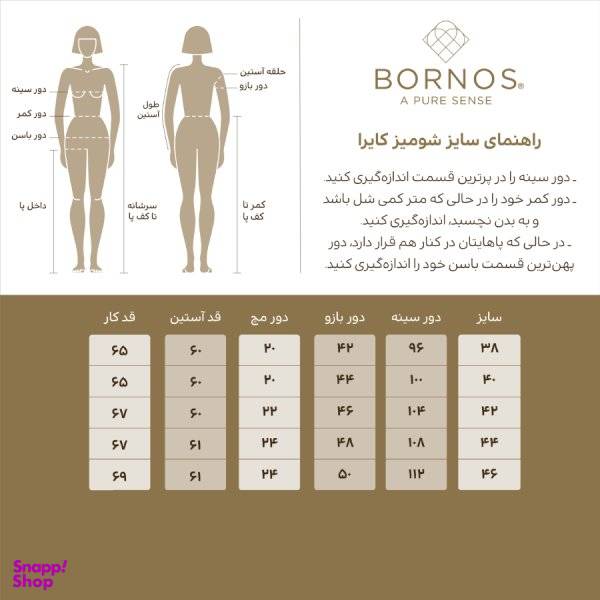 BORNOS®
A PURE SENSE
راهنمای سایز شومیز کایرا
- دور سینه را در پرترین قسمت اندازه‌گیری کنید.
- دور کمر خود را در حالی که متر کمی شل باشد
و به بدن نچسبد، اندازه‌گیری کنید.
- در حالی که پاهایتان در کنار هم قرار دارد، دور
پهن‌ترین قسمت باسن خود را اندازه‌گیری کنید.
حلقه آستین
دور بازو
طول
آستین
کمر تا
کف پا
دور سینه
دور کمر
دور باسن
داخل پا
سرشانه
تا کف پا
سایز دور سینه دور بازو دور مچ قد آستین قد کار
۳۸ ۹۶ ۴۲ ۲۰ ۶۰ ۶۵
۴۰ ۱۰۰ ۴۴ ۲۰ ۶۰ ۶۵
۴۲ ۱۰۴ ۴۶ ۲۲ ۶۰ ۶۷
۴۴ ۱۰۸ ۴۸ ۲۴ ۶۱ ۶۷
۴۶ ۱۱۲ ۵۰ ۲۴ ۶۱ ۶۹
Snapp!
Shop